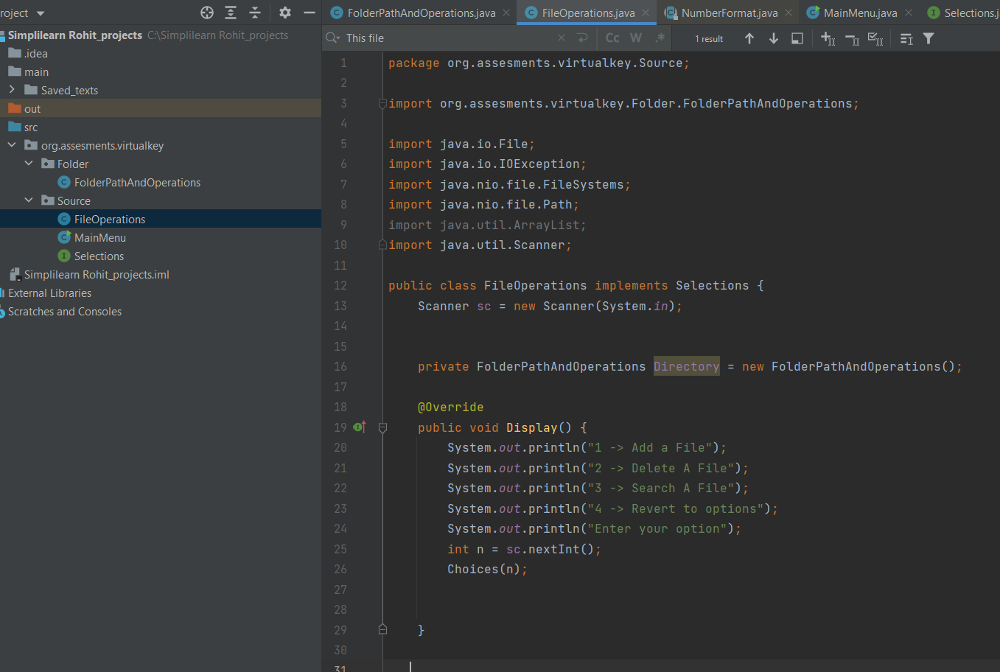 roject
Simplilearn Rohit_projects C:\Simplilearn Rohit_projects
.idea
main
Saved_texts
out
src
org.assesments.virtualkey
Folder
FolderPathAndOperations
Source
FileOperations
MainMenu
Selections
Simplilearn Rohit_projects.iml
External Libraries
Scratches and Consoles
FolderPathAndOperations.java FileOperations.java NumberFormat.java MainMenu.java Selections.j
This file Cc W .* 1 result
1 package org.assesments.virtualkey.Source;
2
3 import org.assesments.virtualkey.Folder.FolderPathAndOperations;
4
5 import java.io.File;
6 import java.io.IOException;
7 import java.nio.file.FileSystems;
8 import java.nio.file.Path;
9 import java.util.ArrayList;
10 import java.util.Scanner;
11
12 public class FileOperations implements Selections {
13 Scanner sc = new Scanner(System.in);
14
15
16 private FolderPathAndOperations Directory = new FolderPathAndOperations();
17
18 @Override
19 public void Display() {
20 System.out.println("1 -> Add a File");
21 System.out.println("2 -> Delete A File");
22 System.out.println("3 -> Search A File");
23 System.out.println("4 -> Revert to options");
24 System.out.println("Enter your option");
25 int n = sc.nextInt();
26 Choices(n);
27
28
29 }
30
31